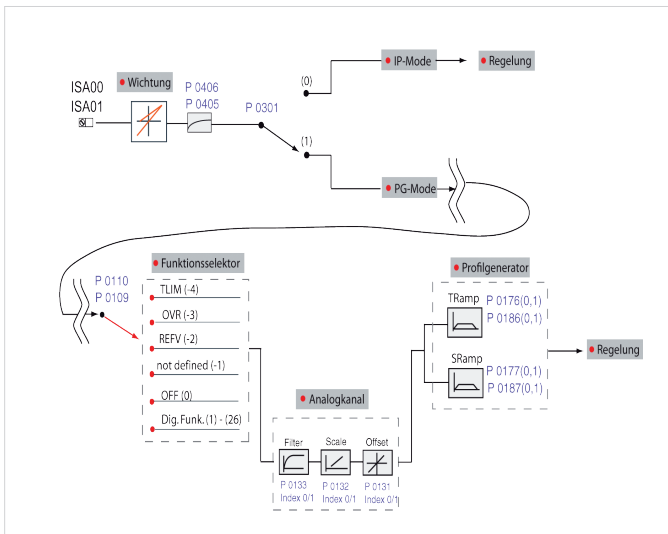 IP-Mode
Regelung
(0)
ISA00
ISA01
Wichtung
P 0406
P 0405
P 0301
(1)
PG-Mode
P 0110
P 0109
Funktionsselektor
TLIM (-4)
OVR (-3)
REFV (-2)
not defined (-1)
OFF (0)
Dig. Funk. (1) - (26)
Analogkanal
Filter
Scale
Offset
P 0133
Index 0/1
P 0132
Index 0/1
P 0131
Index 0/1
Profilgenerator
TRamp
P 0176(0,1)
P 0186(0,1)
SRamp
P 0177(0,1)
P 0187(0,1)
Regelung